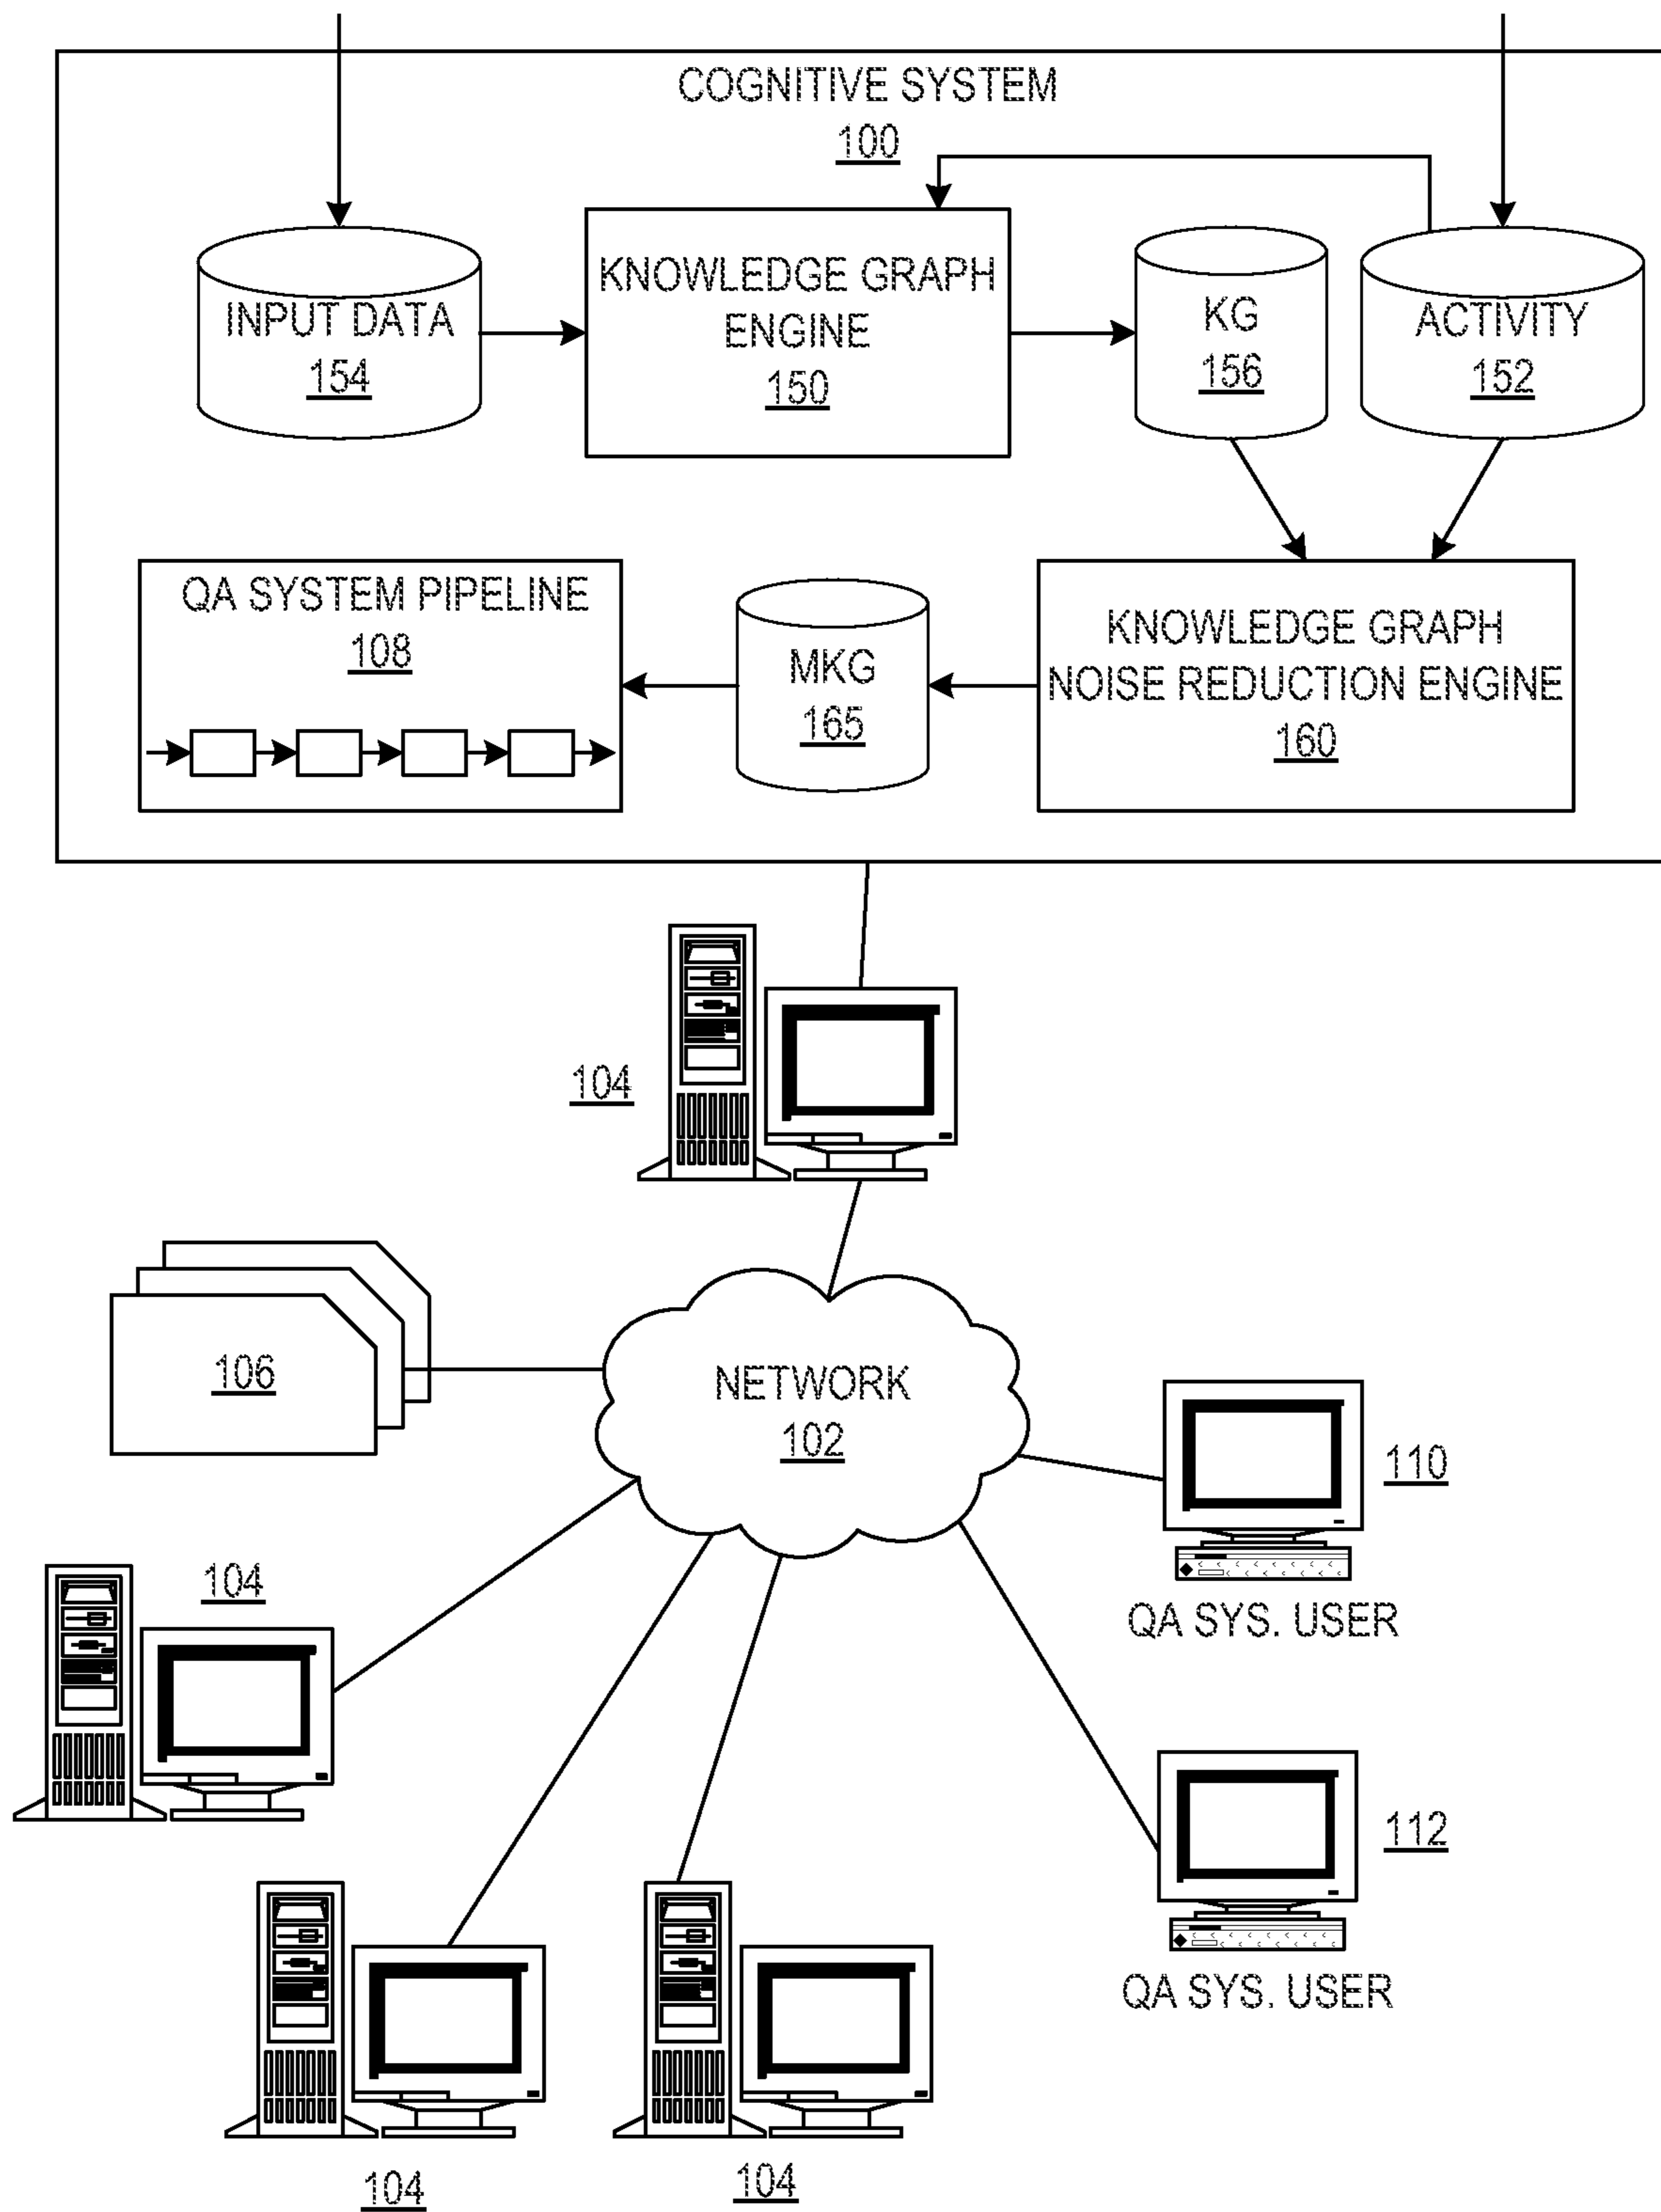 COGNITIVE SYSTEM
100
INPUT DATA
154
KNOWLEDGE GRAPH
ENGINE
150
KG
156
ACTIVITY
152
QA SYSTEM PIPELINE
108
MKG
165
KNOWLEDGE GRAPH
NOISE REDUCTION ENGINE
160
104
106
NETWORK
102
110
QA SYS. USER
104
112
QA SYS. USER
104
104